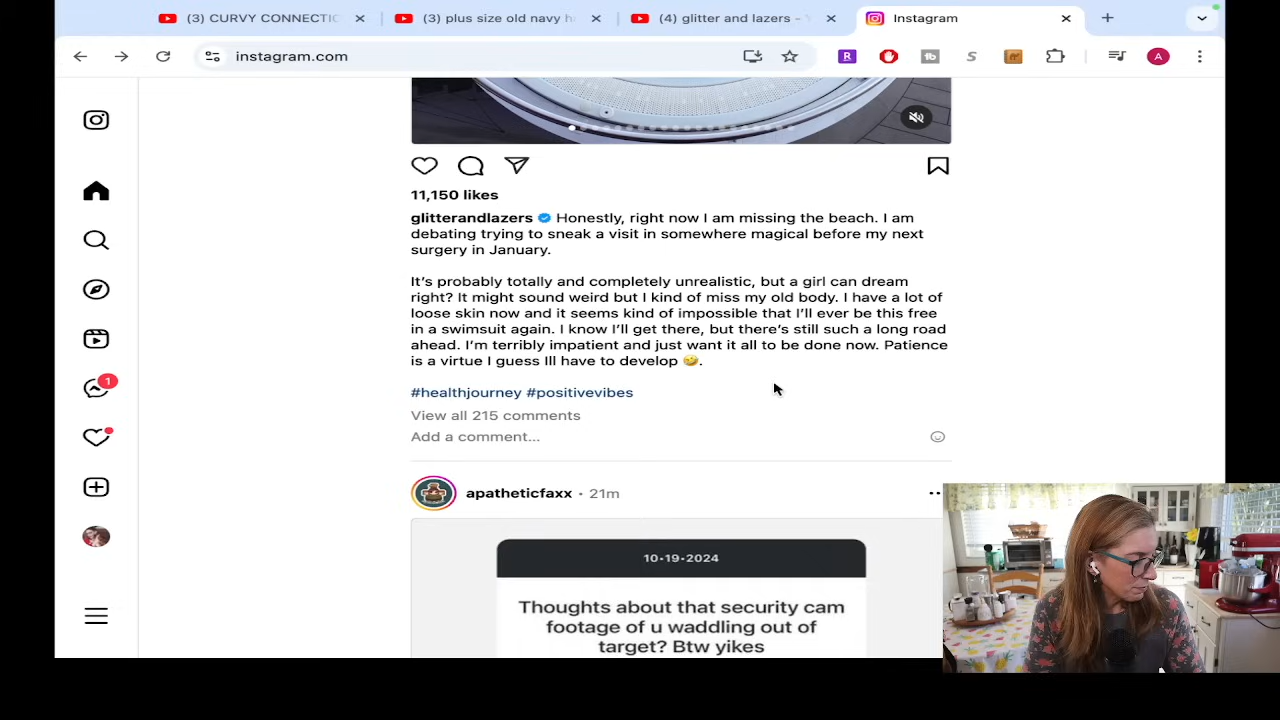 (3) CURVY CONNECTIC
(3) plus size old navy h
(4) glitter and lazers - Y
Instagram
instagram.com
11,150 likes
glitterandlazers Honestly, right now I am missing the beach. I am
debating trying to sneak a visit in somewhere magical before my next
surgery in January.
It's probably totally and completely unrealistic, but a girl can dream
right? It might sound weird but I kind of miss my old body. I have a lot of
loose skin now and it seems kind of impossible that I'll ever be this free
in a swimsuit again. I know I'll get there, but there's still such a long road
ahead. I'm terribly impatient and just want it all to be done now. Patience
is a virtue I guess Ill have to develop 🤣.
#healthjourney #positivevibes
View all 215 comments
Add a comment...
apatheticfaxx • 21m
10•19•2024
Thoughts about that security cam
footage of u waddling out of
target? Btw yikes
R
tb
S
A
1